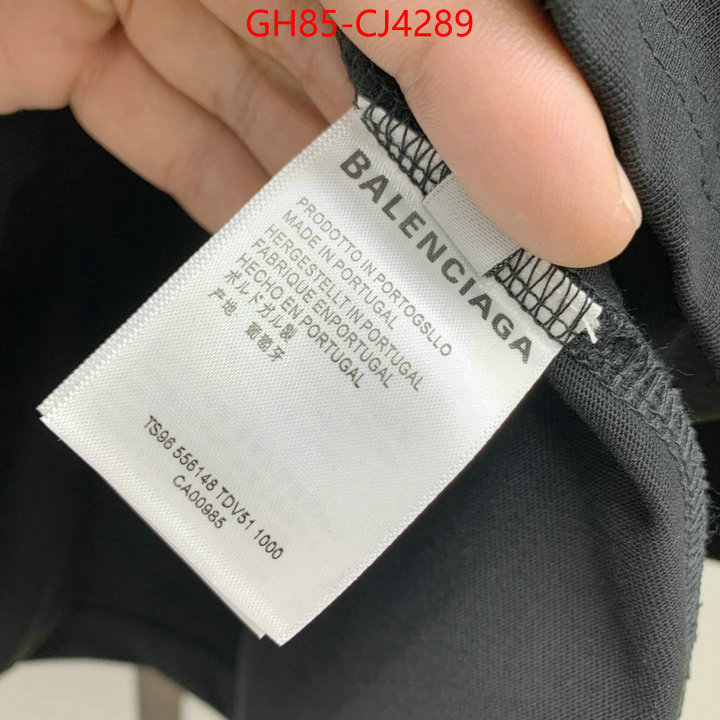 GH85-CJ4289
BALENCIAGA
PRODOTTO IN PORTOGSLLO
MADE IN PORTUGAL
HERGESTELLT IN PORTUGAL
FABRIQUE ENPORTUGAL
HECHO EN PORTUGAL
ポルドガル製
产地: 葡萄牙
TS96 556148 TDV51 1000
CA00985